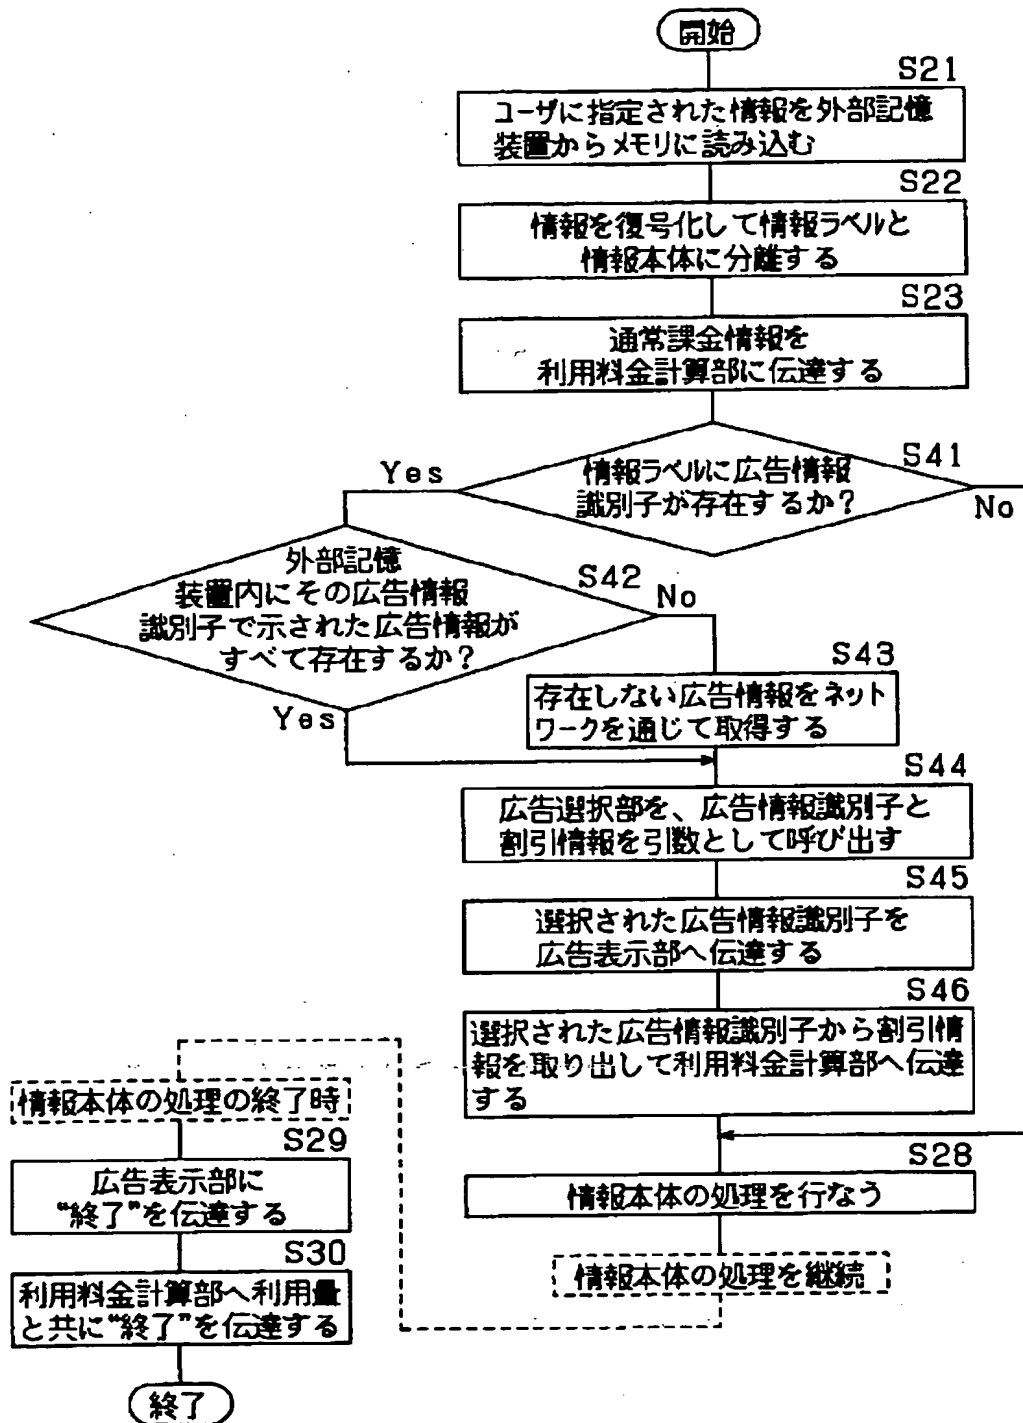 開始
S21
ユーザに指定された情報を外部記憶
装置からメモリに読み込む
S22
情報を復号化して情報ラベルと
情報本体に分離する
S23
通常課金情報を
利用料金計算部に伝達する
S41
情報ラベルに広告情報
識別子が存在するか？
Yes
No
S42
外部記憶
装置内にその広告情報
識別子で示された広告情報が
すべて存在するか？
No
Yes
S43
存在しない広告情報をネット
ワークを通じて取得する
S44
広告選択部を、広告情報識別子と
割引情報を引数として呼び出す
S45
選択された広告情報識別子を
広告表示部へ伝達する
S46
選択された広告情報識別子から割引情
報を取り出して利用料金計算部へ伝達
する
S28
情報本体の処理を行なう
情報本体の処理を継続
情報本体の処理の終了時
S29
広告表示部に
“終了”を伝達する
S30
利用料金計算部へ利用量
と共に“終了”を伝達する
終了